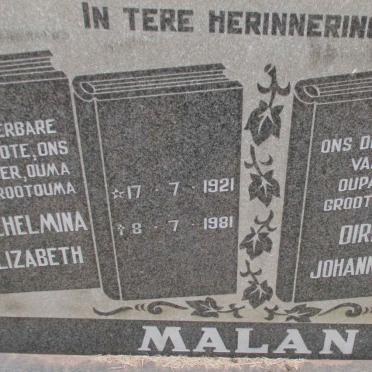 IN TERE HERINNERING
ERBARE
OTE, ONS
ER, OUMA
ROOTOUMA
HELMINA
LIZABETH
☆ 17 · 7 · 1921
✝ 8 · 7 · 1981
ONS D
VA
OUPA
GROOT
DIR
JOHANN
MALAN